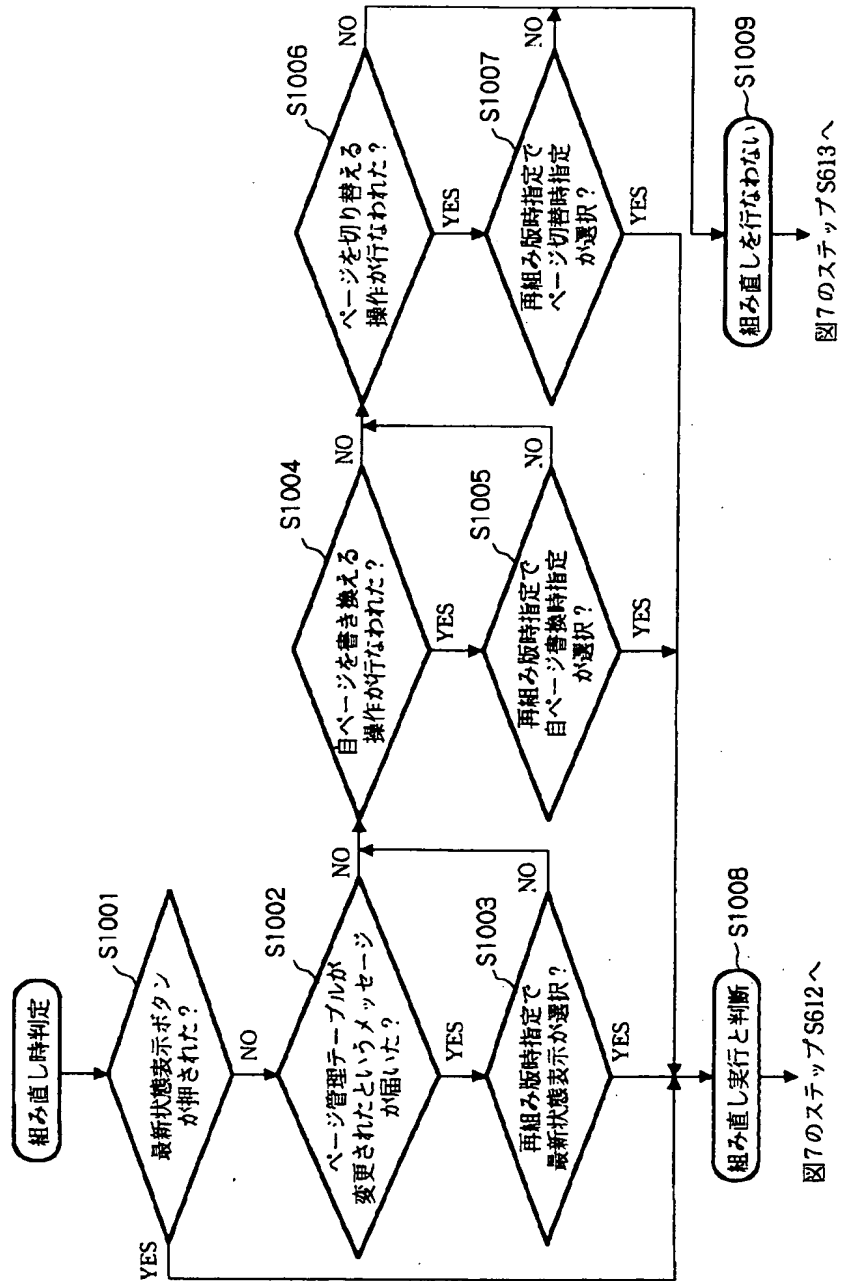 組み直し時判定
S1001
最新状態表示ボタン
が押された?
YES
NO
S1002
ページ管理テーブルが
変更されたというメッセージ
が届いた?
NO
YES
S1003
再組み版時指定で
最新状態表示が選択?
NO
YES
S1004
自ページを書き換える
操作が行なわれた?
NO
YES
S1005
再組み版時指定で
自ページ書換時指定
が選択?
NO
YES
S1006
ページを切り替える
操作が行なわれた?
NO
YES
S1007
再組み版時指定で
ページ切替時指定
が選択?
NO
YES
S1008
組み直し実行と判断
図7のステップS612へ
S1009
組み直しを行なわない
図7のステップS613へ